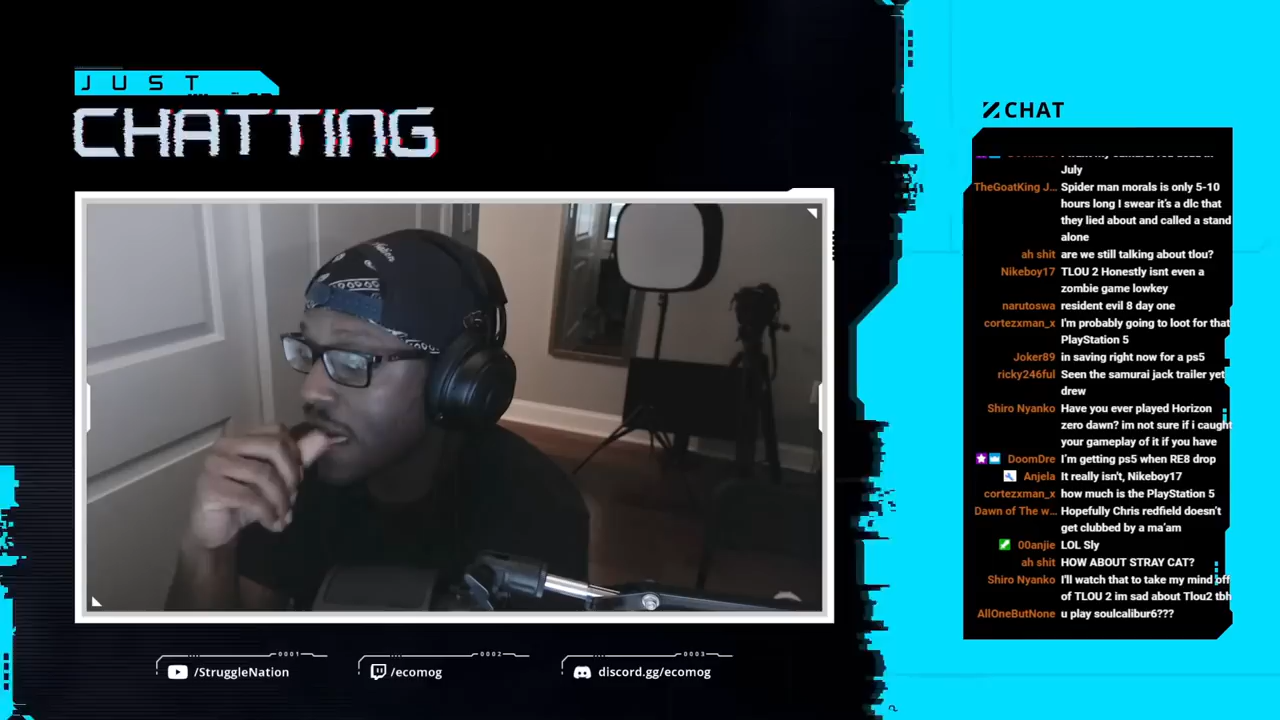 JUST
CHATTING
CHAT
July
TheGoatKing J... Spider man morals is only 5-10
hours long I swear it's a dlc that
they lied about and called a stand
alone
ah shit are we still talking about tlou?
Nikeboy17 TLOU 2 Honestly isnt even a
zombie game lowkey
narutoswa resident evil 8 day one
cortezxman_x I'm probably going to loot for that
PlayStation 5
Joker89 in saving right now for a ps5
ricky246ful Seen the samurai jack trailer yet
drew
Shiro Nyanko Have you ever played Horizon
zero dawn? im not sure if i caught
your gameplay of it if you have
DoomDre I'm getting ps5 when RE8 drop
Anjela It really isn't, Nikeboy17
cortezxman_x how much is the PlayStation 5
Dawn of The w... Hopefully Chris redfield doesn't
get clubbed by a ma'am
00anjie LOL Sly
ah shit HOW ABOUT STRAY CAT?
Shiro Nyanko I'll watch that to take my mind off
of TLOU 2 im sad about Tlou2 tbh
AllOneButNone u play soulcalibur6???
0001
0002
0003
/StruggleNation
/ecomog
discord.gg/ecomog